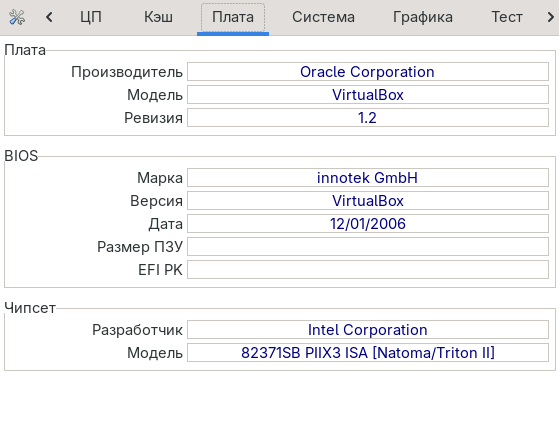 ЦП Кэш Плата Система Графика Тест
Плата
Производитель Oracle Corporation
Модель VirtualBox
Ревизия 1.2
BIOS
Марка innotek GmbH
Версия VirtualBox
Дата 12/01/2006
Размер ПЗУ
EFI PK
Чипсет
Разработчик Intel Corporation
Модель 82371SB PIIX3 ISA [Natoma/Triton II]